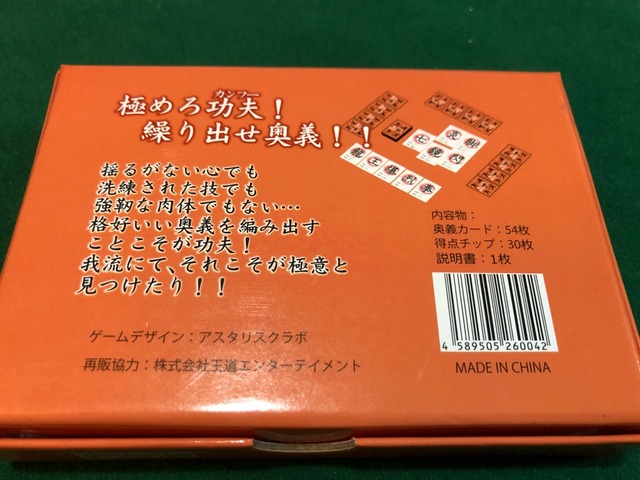 カンフー
極めろ功夫！
繰り出せ奥義！！
揺るがない心でも
洗練された技でも
強靭な肉体でもない…
格好いい奥義を編み出す
ことこそが功夫！
我流にて、それこそが極意と
見つけたり！！
龍王爆烈拳
七
鏡
内容物：
奥義カード：54枚
得点チップ：30枚
説明書：1枚
4 589505 260042
MADE IN CHINA
ゲームデザイン：アスタリスクラボ
再販協力：株式会社王道エンターテイメント